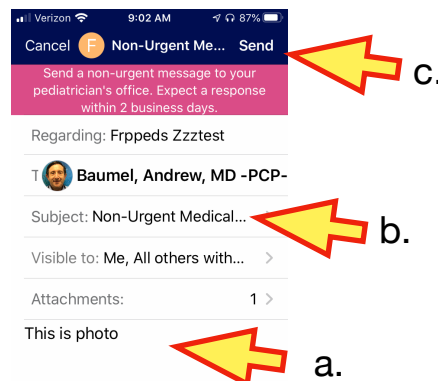 Verizon 9:02 AM 87%
Cancel F Non-Urgent Me... Send
Send a non-urgent message to your
pediatrician's office. Expect a response
within 2 business days.
c.
Regarding: Frppeds Zzztest
T Baumel, Andrew, MD -PCP-
Subject: Non-Urgent Medical...
b.
Visible to: Me, All others with...
Attachments: 1
This is photo
a.